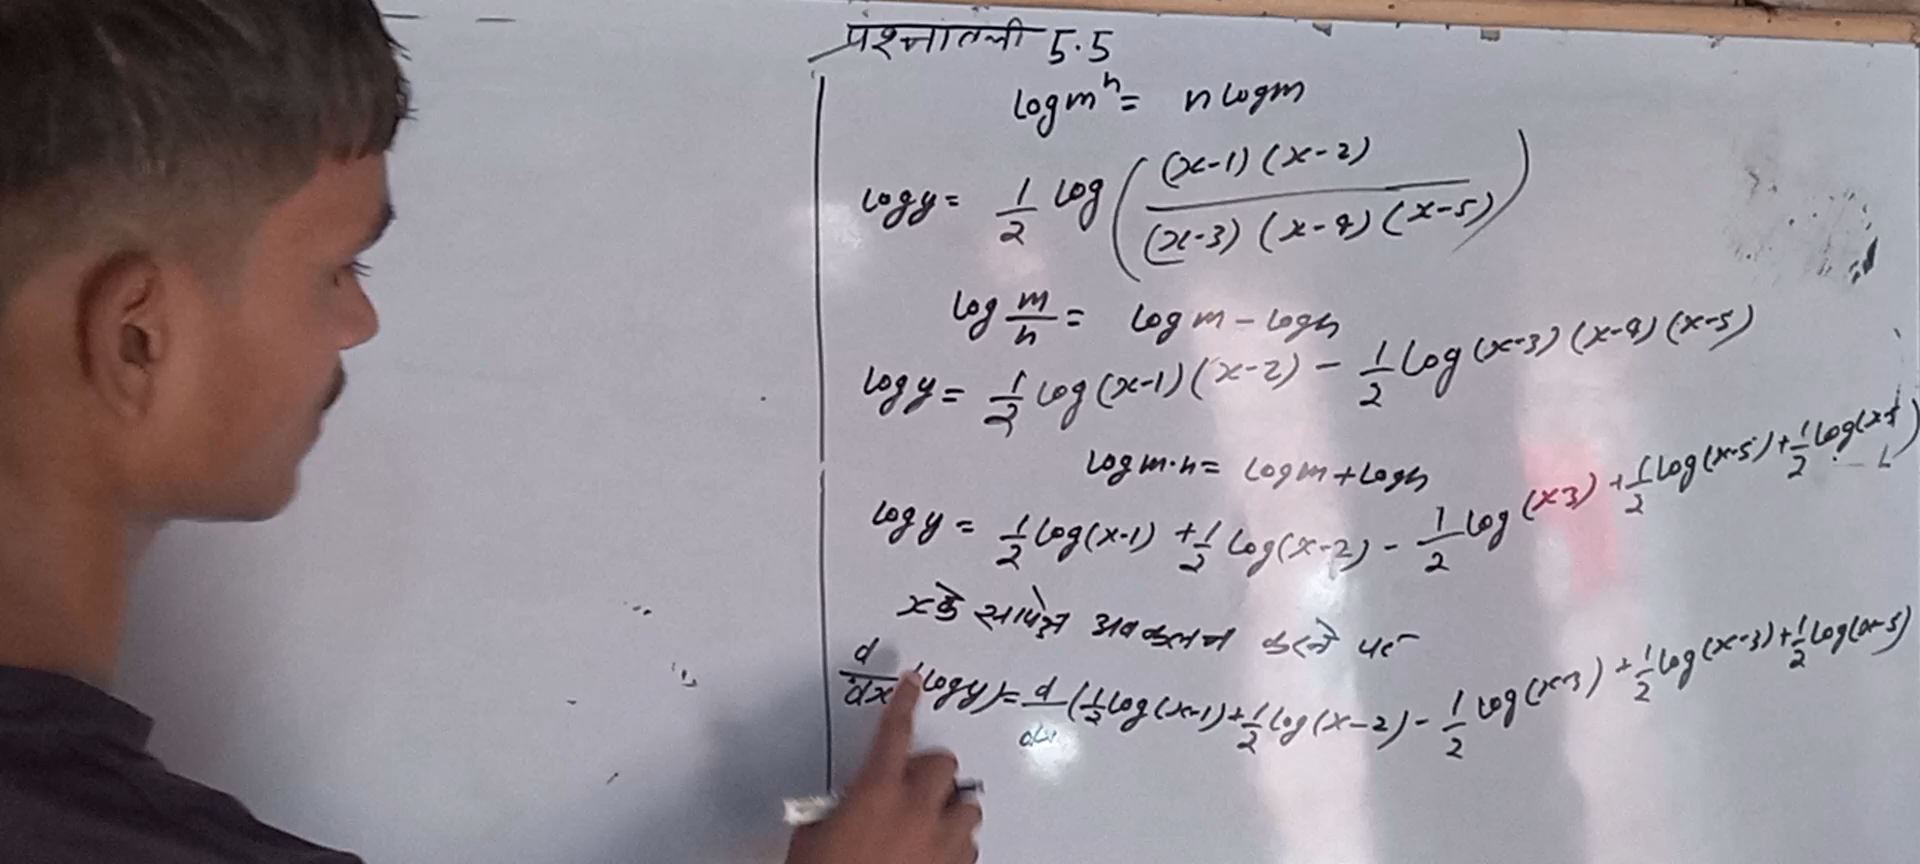 प्रश्नावली 5.5
log mⁿ = n log m
log y = 1/2 log ( (x-1) (x-2) / (x-3) (x-4) (x-5) )
log m/n = log m - log n
log y = 1/2 log (x-1) (x-2) - 1/2 log (x-3) (x-4) (x-5)
log m·n = log m + log n
log y = 1/2 log(x-1) + 1/2 log(x-2) - 1/2 log (x-3) + 1/2 log(x-5) + 1/2
x के सापेक्ष अवकलन करने पर
d/dx (log y) = d/dx (1/2 log(x-1) + 1/2 log(x-2) - 1/2 log (x-3) + 1/2 log(x-3) + 1/2